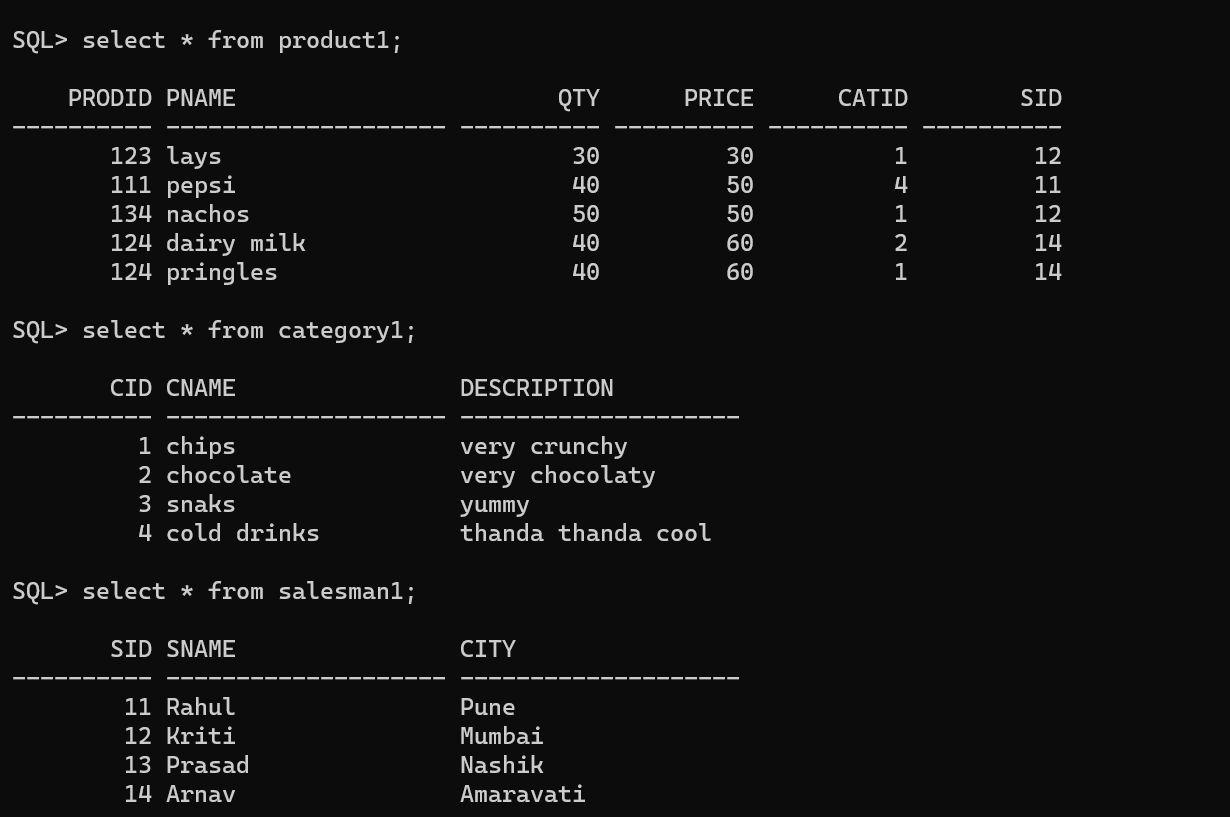 SQL> select * from product1;
    PRODID PNAME                       QTY      PRICE      CATID        SID
---------- -------------------- ---------- ---------- ---------- ----------
       123 lays                         30         30          1         12
       111 pepsi                        40         50          4         11
       134 nachos                       50         50          1         12
       124 dairy milk                   40         60          2         14
       124 pringles                     40         60          1         14
SQL> select * from category1;
       CID CNAME                DESCRIPTION
---------- -------------------- --------------------
         1 chips                very crunchy
         2 chocolate            very chocolaty
         3 snaks                yummy
         4 cold drinks          thanda thanda cool
SQL> select * from salesman1;
       SID SNAME                CITY
---------- -------------------- --------------------
        11 Rahul                Pune
        12 Kriti                Mumbai
        13 Prasad               Nashik
        14 Arnav                Amaravati